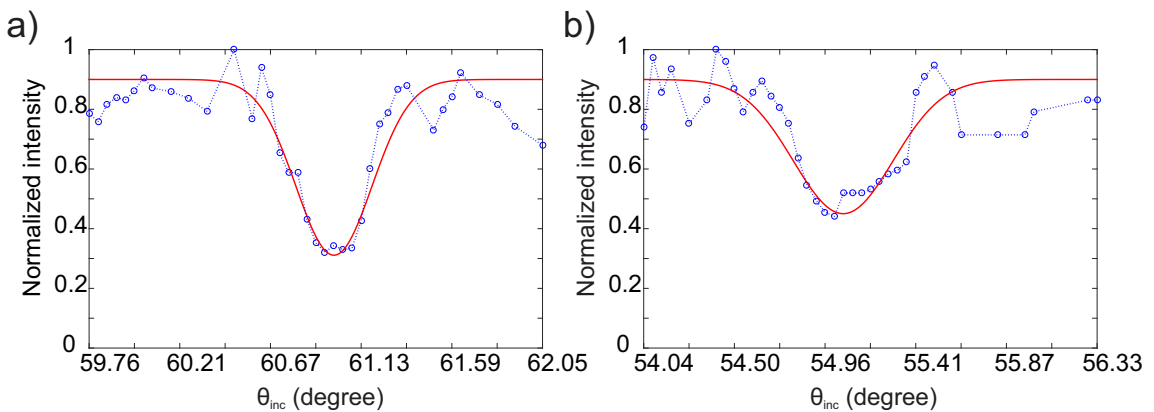 a)
Normalized intensity
1
0.8
0.6
0.4
0.2
0
59.76 60.21 60.67 61.13 61.59 62.05
θinc (degree)
b)
Normalized intensity
1
0.8
0.6
0.4
0.2
0
54.04 54.50 54.96 55.41 55.87 56.33
θinc (degree)